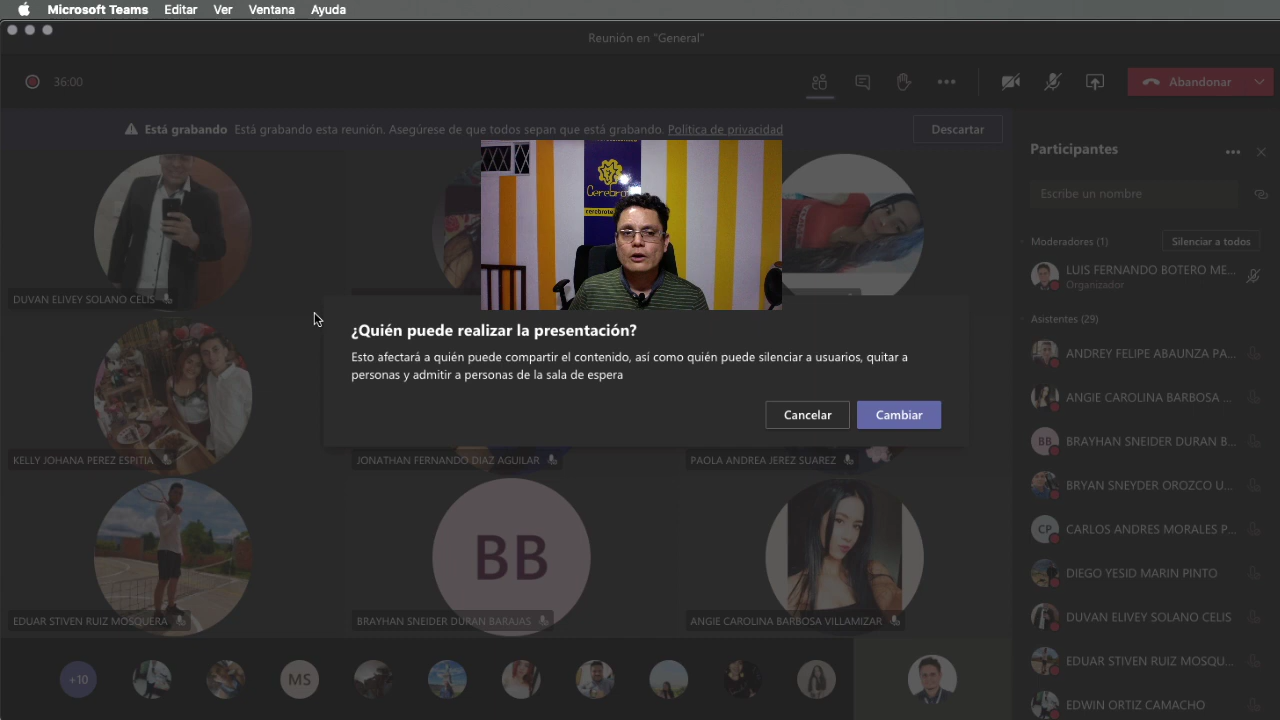 Microsoft Teams Editar Ver Ventana Ayuda
Reunión en "General"
36:00
Abandonar
Está grabando Está grabando esta reunión. Asegúrese de que todos sepan que está grabando. Política de privacidad
Descartar
Participantes
Escribe un nombre
Moderadores (1)
Silenciar a todos
LUIS FERNANDO BOTERO ME...
Organizador
Asistentes (29)
ANDREY FELIPE ABAUNZA PA...
ANGIE CAROLINA BARBOSA ...
BB
BRAYHAN SNEIDER DURAN B...
BRYAN SNEYDER OROZCO U...
CP
CARLOS ANDRES MORALES P...
DIEGO YESID MARIN PINTO
DUVAN ELIVEY SOLANO CELIS
EDUAR STIVEN RUIZ MOSQU...
EDWIN ORTIZ CAMACHO
DUVAN ELIVEY SOLANO CELIS
¿Quién puede realizar la presentación?
Esto afectará a quién puede compartir el contenido, así como quién puede silenciar a usuarios, quitar a
personas y admitir a personas de la sala de espera
Cancelar
Cambiar
KELLY JOHANA PEREZ ESPITIA
JONATHAN FERNANDO DIAZ AGUILAR
PAOLA ANDREA JEREZ SUAREZ
BB
EDUAR STIVEN RUIZ MOSQUERA
BRAYHAN SNEIDER DURAN BARAJAS
ANGIE CAROLINA BARBOSA VILLAMIZAR
+10
MS